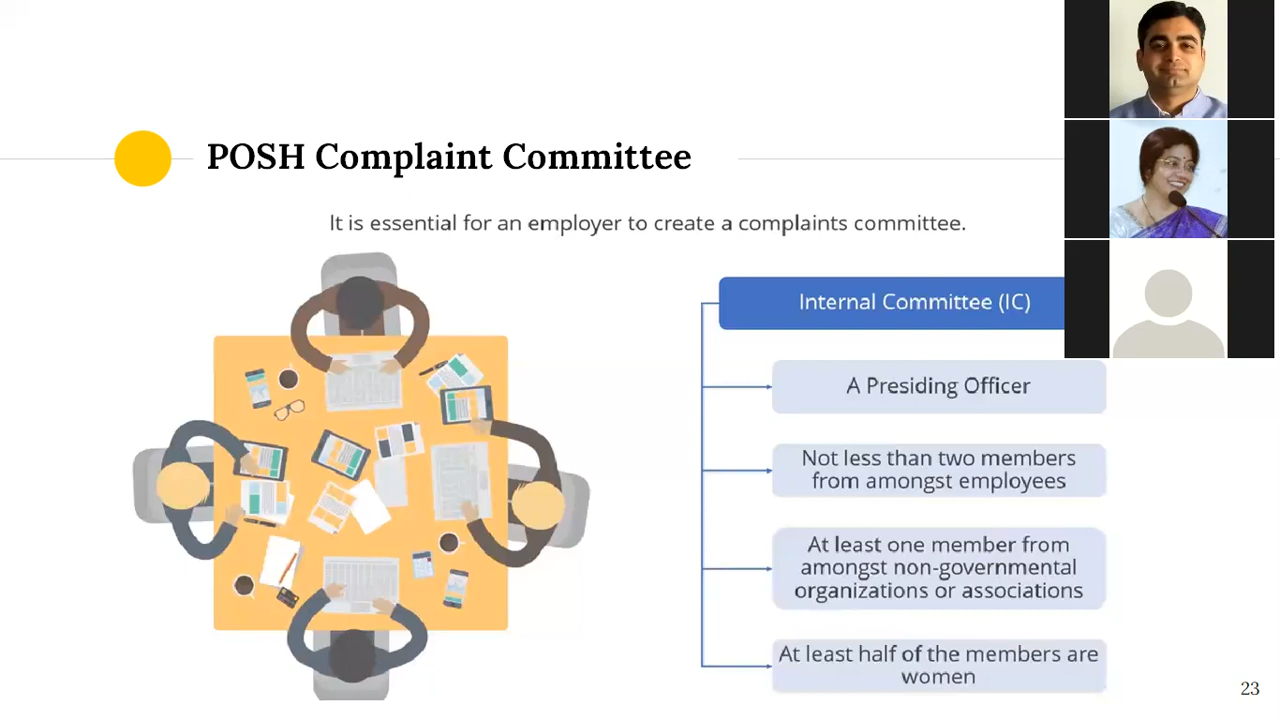 POSH Complaint Committee
It is essential for an employer to create a complaints committee.
Internal Committee (IC)
A Presiding Officer
Not less than two members
from amongst employees
At least one member from
amongst non-governmental
organizations or associations
At least half of the members are
women
23